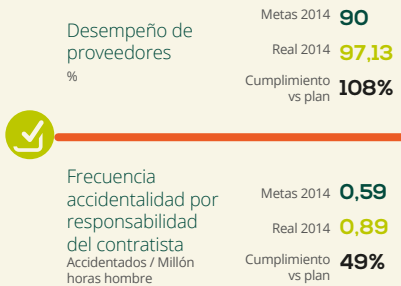 Desempeño de
proveedores
%
Metas 2014 90
Real 2014 97,13
Cumplimiento
vs plan 108%
Frecuencia
accidentalidad por
responsabilidad
del contratista
Accidentados / Millón
horas hombre
Metas 2014 0,59
Real 2014 0,89
Cumplimiento
vs plan 49%